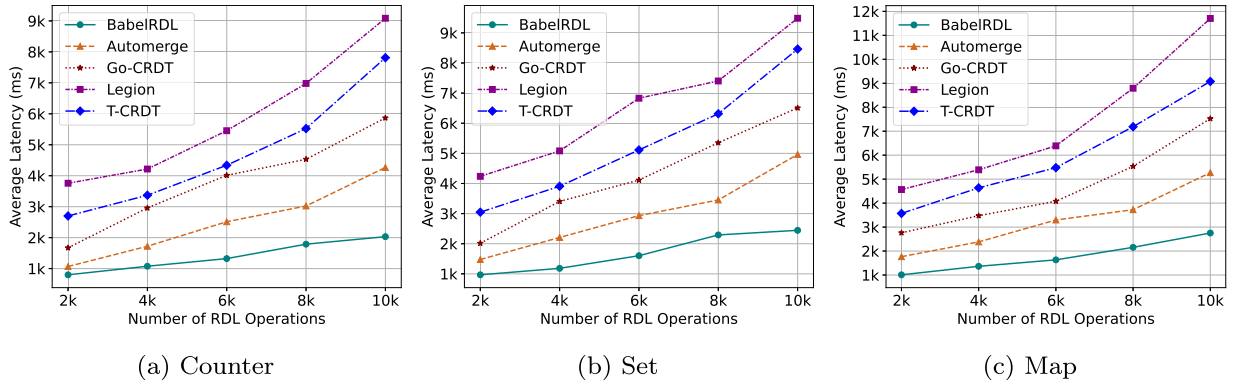 9k
8k
7k
6k
5k
4k
3k
2k
1k
Average Latency (ms)
BabelRDL
Automerge
Go-CRDT
Legion
T-CRDT
2k 4k 6k 8k 10k
Number of RDL Operations
(a) Counter
9k
8k
7k
6k
5k
4k
3k
2k
1k
Average Latency (ms)
BabelRDL
Automerge
Go-CRDT
Legion
T-CRDT
2k 4k 6k 8k 10k
Number of RDL Operations
(b) Set
12k
11k
10k
9k
8k
7k
6k
5k
4k
3k
2k
1k
Average Latency (ms)
BabelRDL
Automerge
Go-CRDT
Legion
T-CRDT
2k 4k 6k 8k 10k
Number of RDL Operations
(c) Map